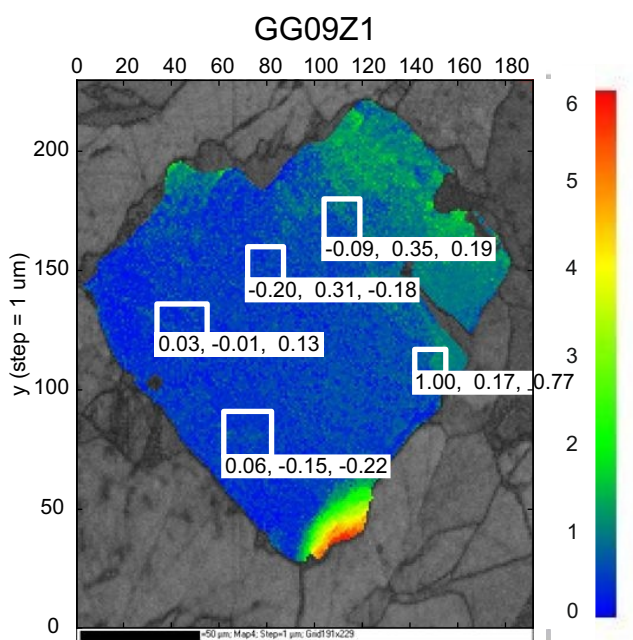 GG09Z1
0 20 40 60 80 100 120 140 160 180
6
200
5
-0.09, 0.35, 0.19
150
4
-0.20, 0.31, -0.18
y (step = 1 um)
0.03, -0.01, 0.13
3
100
1.00, 0.17, 0.77
2
0.06, -0.15, -0.22
50
1
0
0
=50 µm; Map4; Step=1 µm; Grid191x229